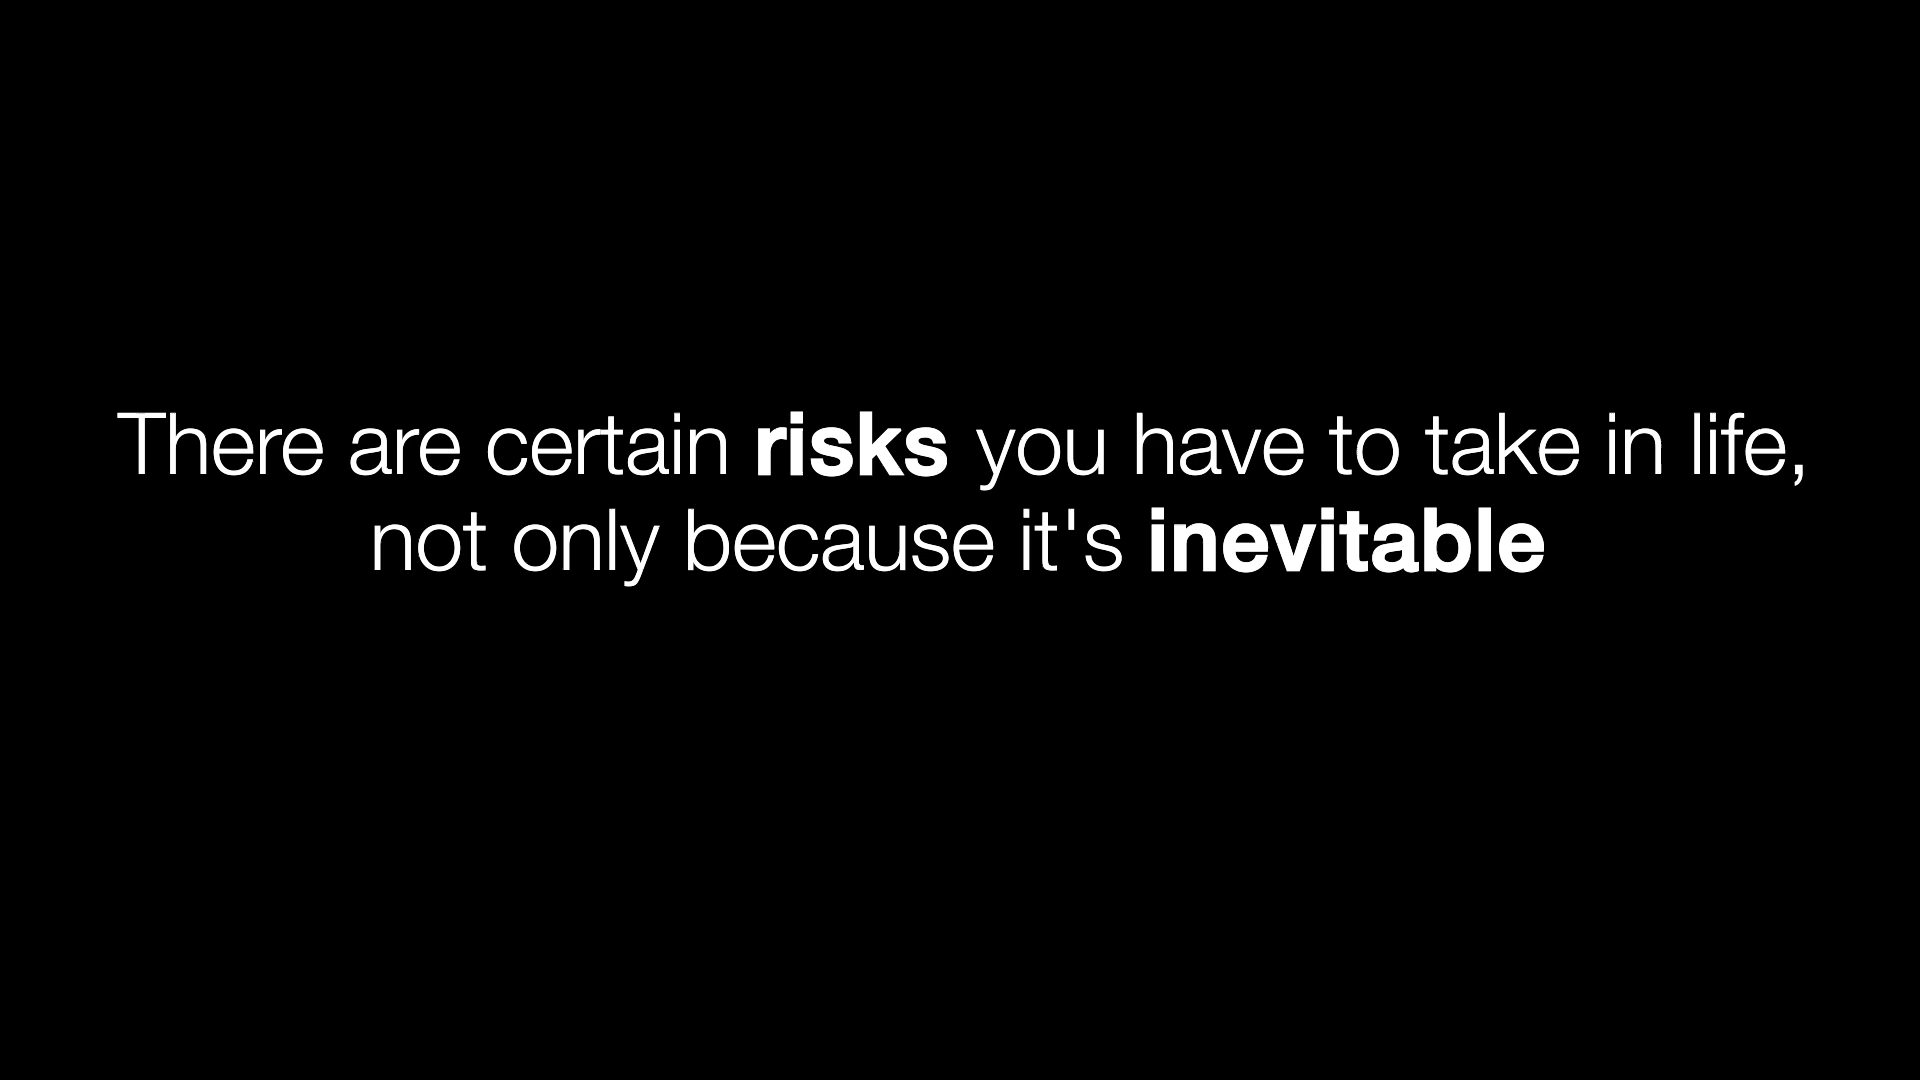 There are certain risks you have to take in life,
not only because it's inevitable